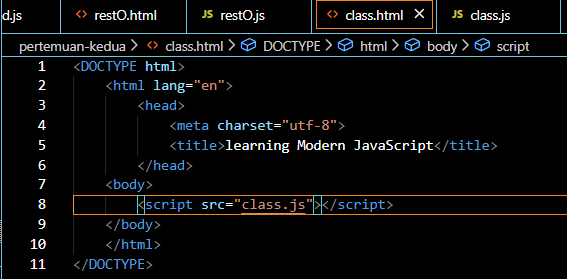 d.js restO.html restO.js class.html class.js
pertemuan-kedua > class.html > DOCTYPE > html > body > script
1 <DOCTYPE html>
2 <html lang="en">
3 <head>
4 <meta charset="utf-8">
5 <title>learning Modern JavaScript</title>
6 </head>
7 <body>
8 <script src="class.js"></script>
9 </body>
10 </html>
11 </DOCTYPE>